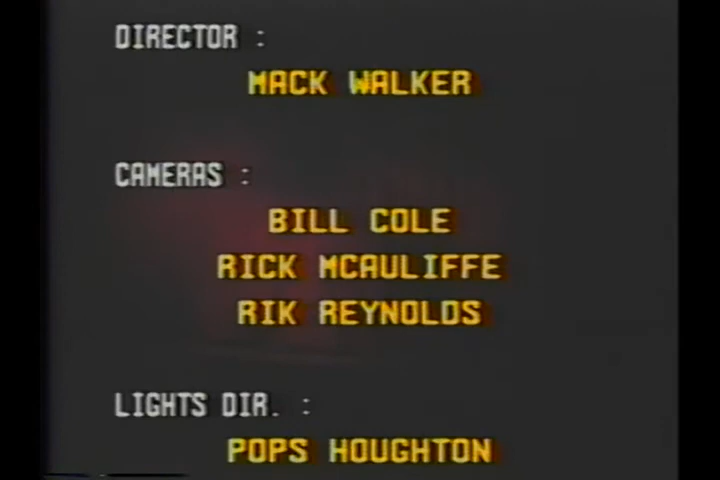 DIRECTOR :
MACK WALKER
CAMERAS :
BILL COLE
RICK MCAULIFFE
RIK REYNOLDS
LIGHTS DIR. :
POPS HOUGHTON